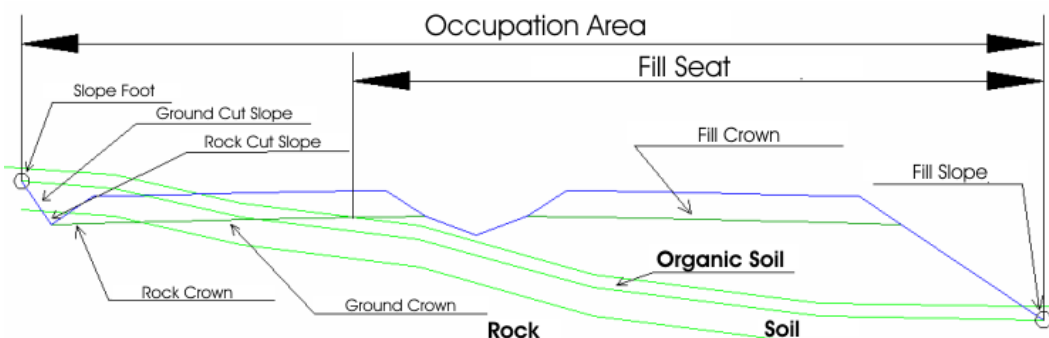 Occupation Area
Fill Seat
Slope Foot
Ground Cut Slope
Rock Cut Slope
Fill Crown
Fill Slope
Organic Soil
Rock Crown
Ground Crown
Rock
Soil